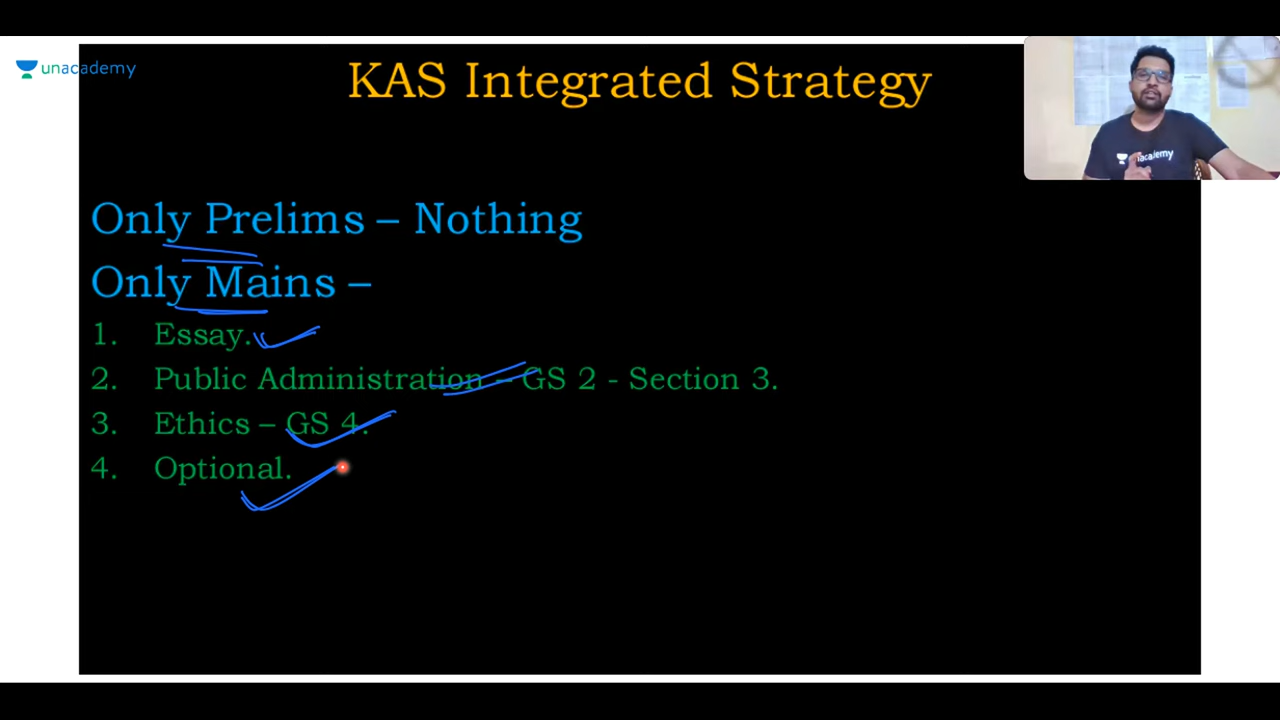 unacademy
KAS Integrated Strategy
Only Prelims – Nothing
Only Mains –
1. Essay.
2. Public Administration – GS 2 - Section 3.
3. Ethics – GS 4.
4. Optional.
unacademy